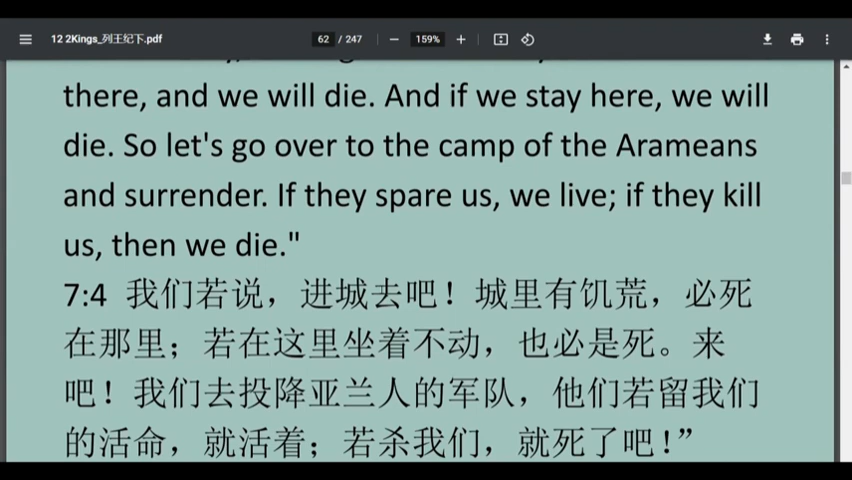 12 2Kings_列王纪下.pdf
62 / 247
159%
there, and we will die. And if we stay here, we will
die. So let's go over to the camp of the Arameans
and surrender. If they spare us, we live; if they kill
us, then we die."
7:4 我们若说，进城去吧！城里有饥荒，必死
在那里；若在这里坐着不动，也必是死。来
吧！我们去投降亚兰人的军队，他们若留我们
的活命，就活着；若杀我们，就死了吧！”